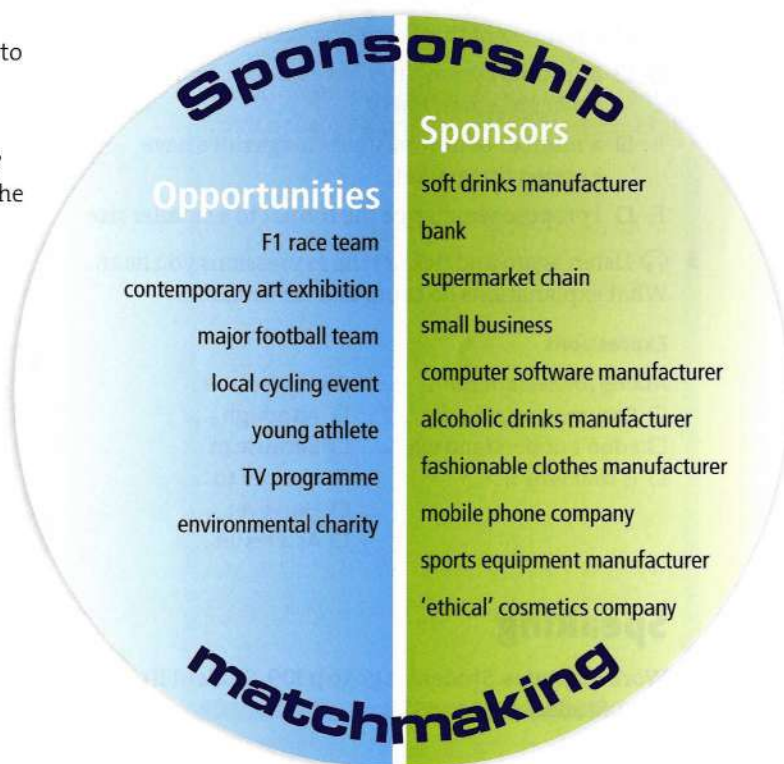 to
he
Sponsorship
Opportunities
F1 race team
contemporary art exhibition
major football team
local cycling event
young athlete
TV programme
environmental charity
Sponsors
soft drinks manufacturer
bank
supermarket chain
small business
computer software manufacturer
alcoholic drinks manufacturer
fashionable clothes manufacturer
mobile phone company
sports equipment manufacturer
'ethical' cosmetics company
matchmaking